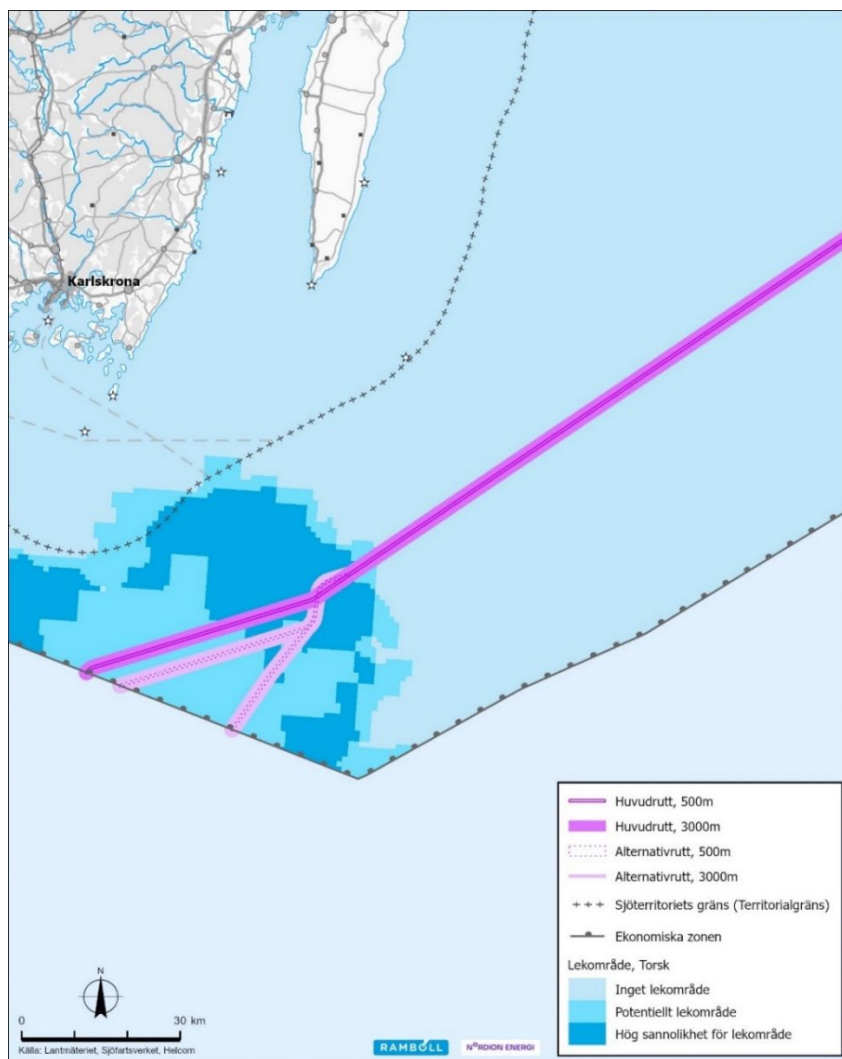 Karlskrona
Huvudrutt, 500m
Huvudrutt, 3000m
Alternativrutt, 500m
Alternativrutt, 3000m
Sjöterritoriets gräns (Territorialgräns)
Ekonomiska zonen
Lekområde, Torsk
Inget lekområde
Potentiellt lekområde
Hög sannolikhet för lekområde
N
0 30 km
Källa: Lantmäteriet, Sjöfartsverket, Helcom
RAMBOLL NORDION ENERGI